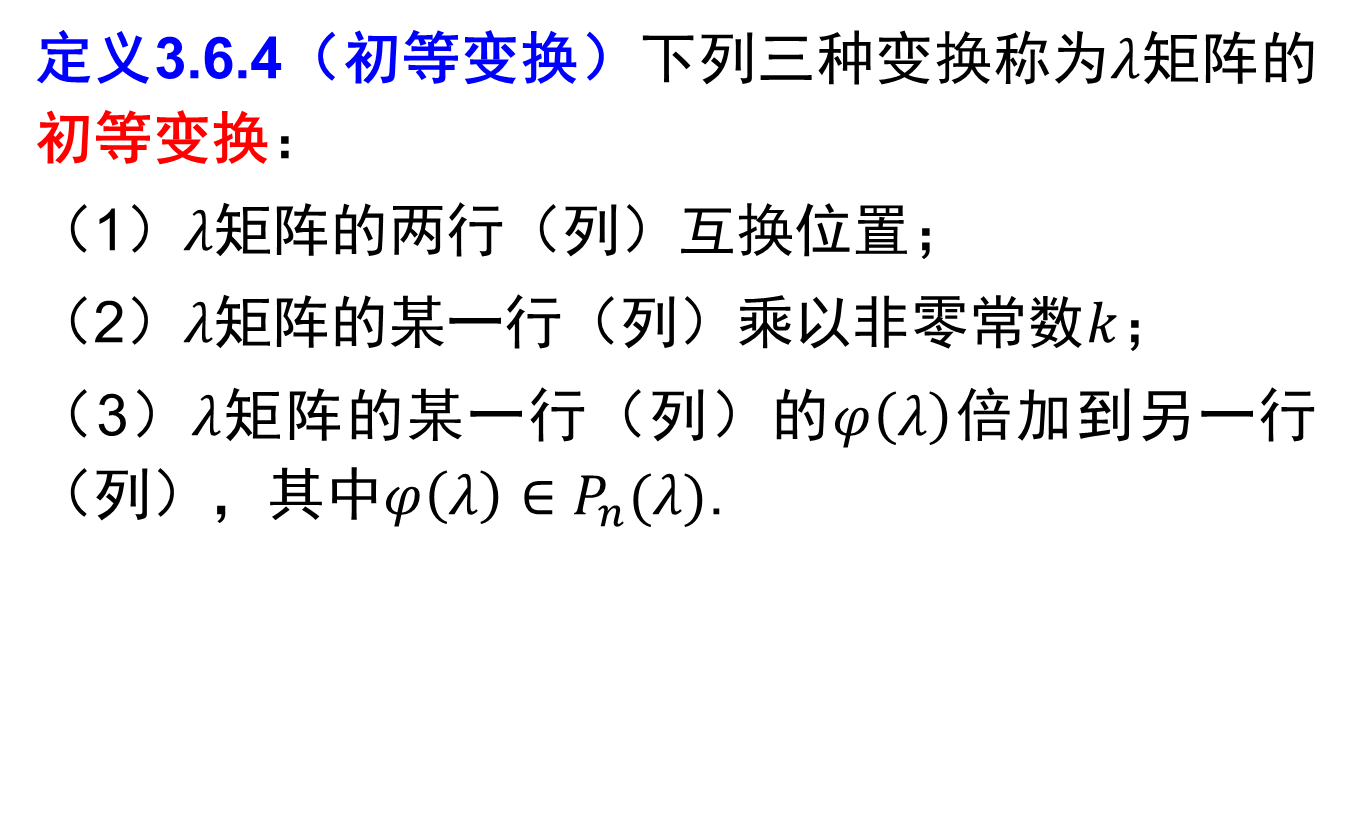 定义3.6.4（初等变换）下列三种变换称为λ矩阵的
初等变换：
（1）λ矩阵的两行（列）互换位置；
（2）λ矩阵的某一行（列）乘以非零常数k；
（3）λ矩阵的某一行（列）的φ(λ)倍加到另一行
（列），其中φ(λ) ∈ Pₙ(λ).